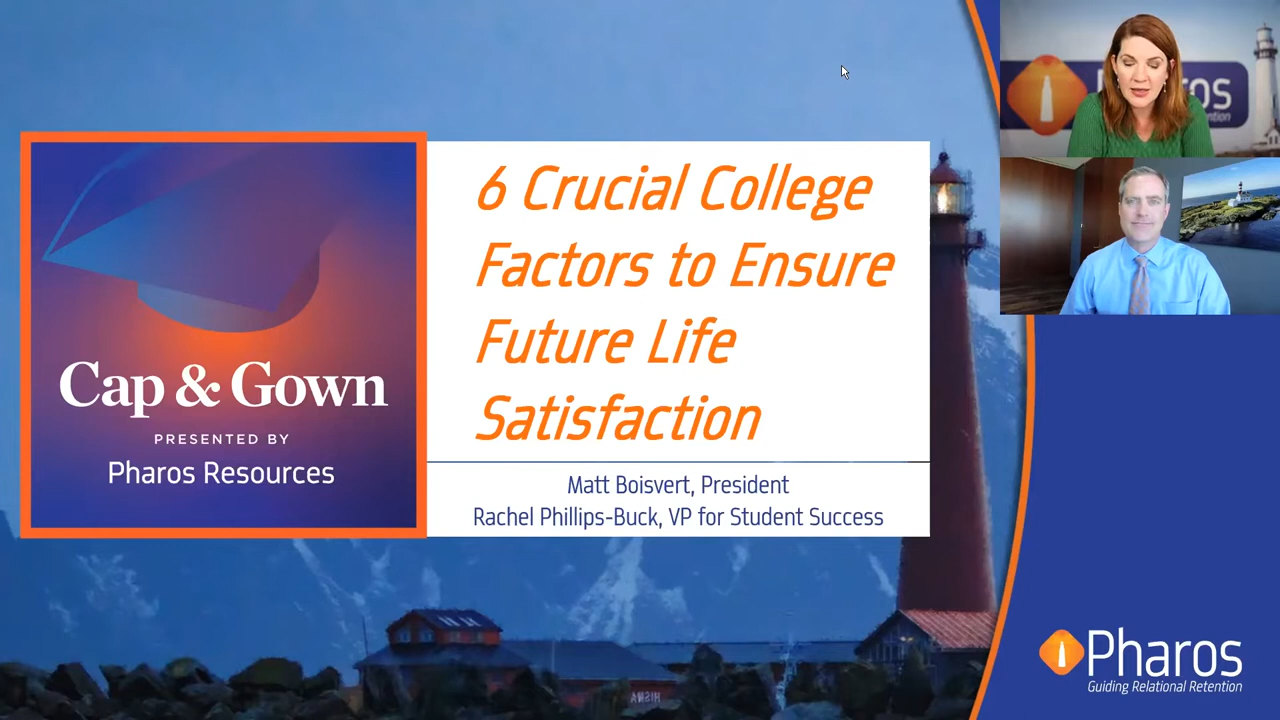 6 Crucial College
Factors to Ensure
Future Life
Satisfaction
Cap & Gown
PRESENTED BY
Pharos Resources
Matt Boisvert, President
Rachel Phillips-Buck, VP for Student Success
Pharos
Guiding Relational Retention